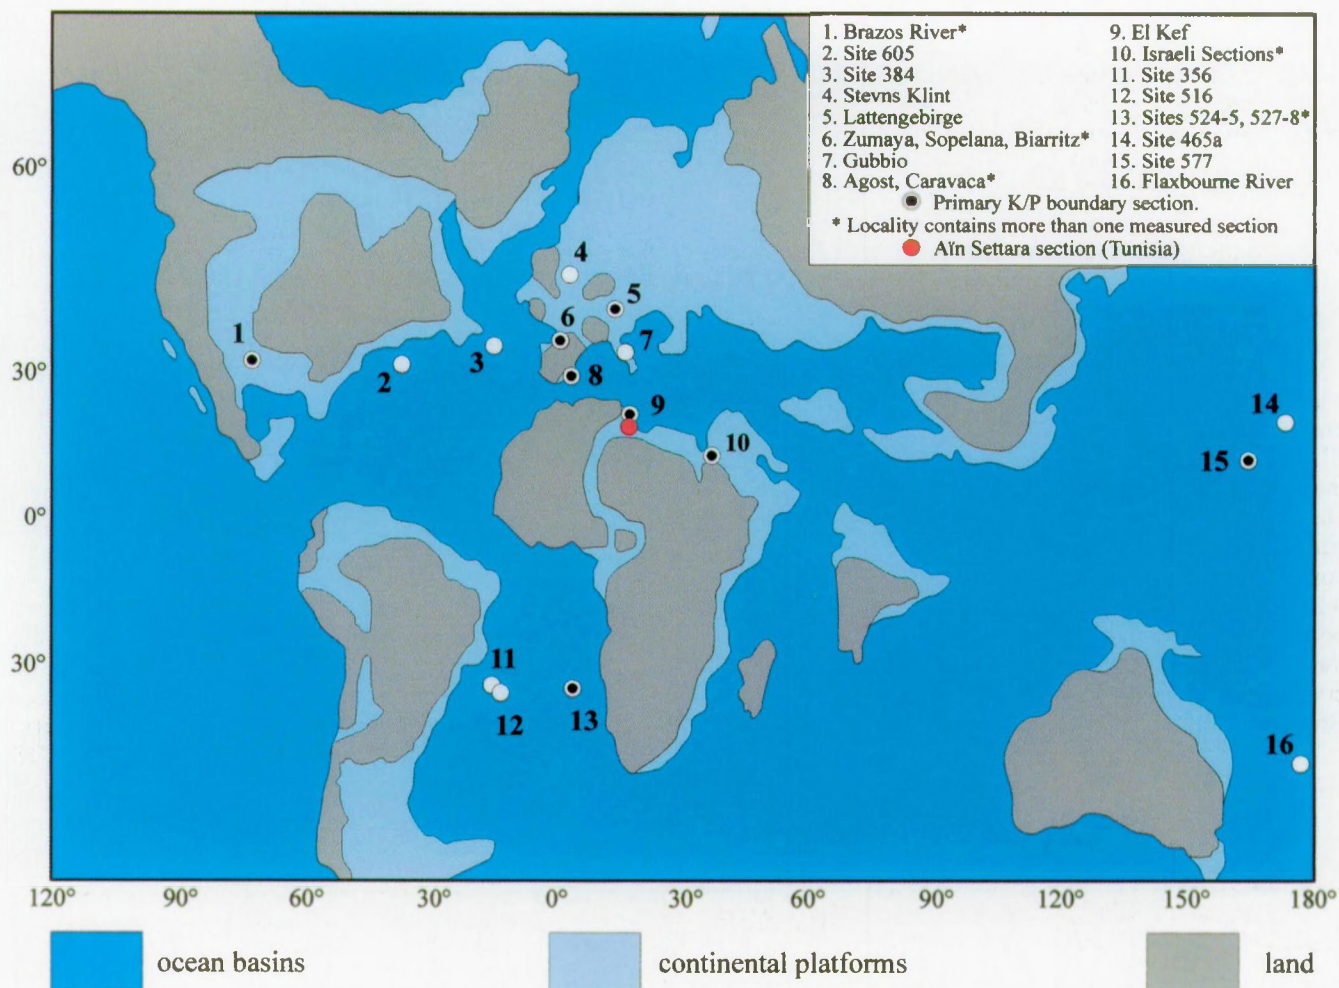 1. Brazos River* 9. El Kef
2. Site 605 10. Israeli Sections*
3. Site 384 11. Site 356
4. Stevns Klint 12. Site 516
5. Lattengebirge 13. Sites 524-5, 527-8*
6. Zumaya, Sopelana, Biarritz* 14. Site 465a
7. Gubbio 15. Site 577
8. Agost, Caravaca* 16. Flaxbourne River
Primary K/P boundary section.
* Locality contains more than one measured section
Aïn Settara section (Tunisia)
60°
4
5
1
6
3
7
2
30°
8
9
14
10
15
0°
30°
11
12
13
16
120° 90° 60° 30° 0° 30° 60° 90° 120° 150° 180°
ocean basins continental platforms land